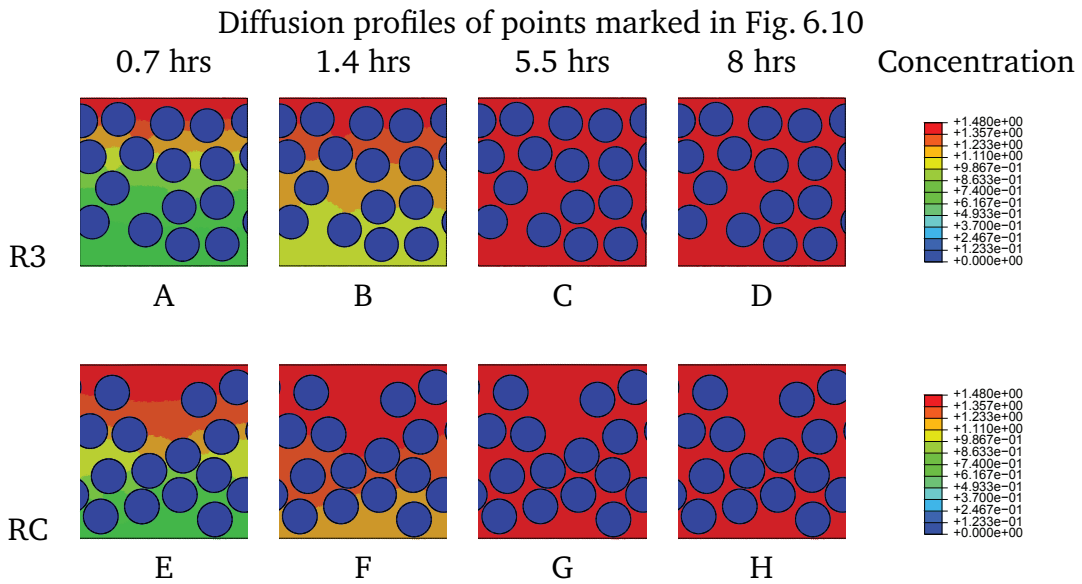 Diffusion profiles of points marked in Fig. 6.10
0.7 hrs 1.4 hrs 5.5 hrs 8 hrs Concentration
+1.480e+00
+1.357e+00
+1.233e+00
+1.110e+00
+9.867e−01
+8.633e−01
+7.400e−01
+6.167e−01
+4.933e−01
+3.700e−01
+2.467e−01
+1.233e−01
+0.000e+00
R3
A B C D
+1.480e+00
+1.357e+00
+1.233e+00
+1.110e+00
+9.867e−01
+8.633e−01
+7.400e−01
+6.167e−01
+4.933e−01
+3.700e−01
+2.467e−01
+1.233e−01
+0.000e+00
RC
E F G H